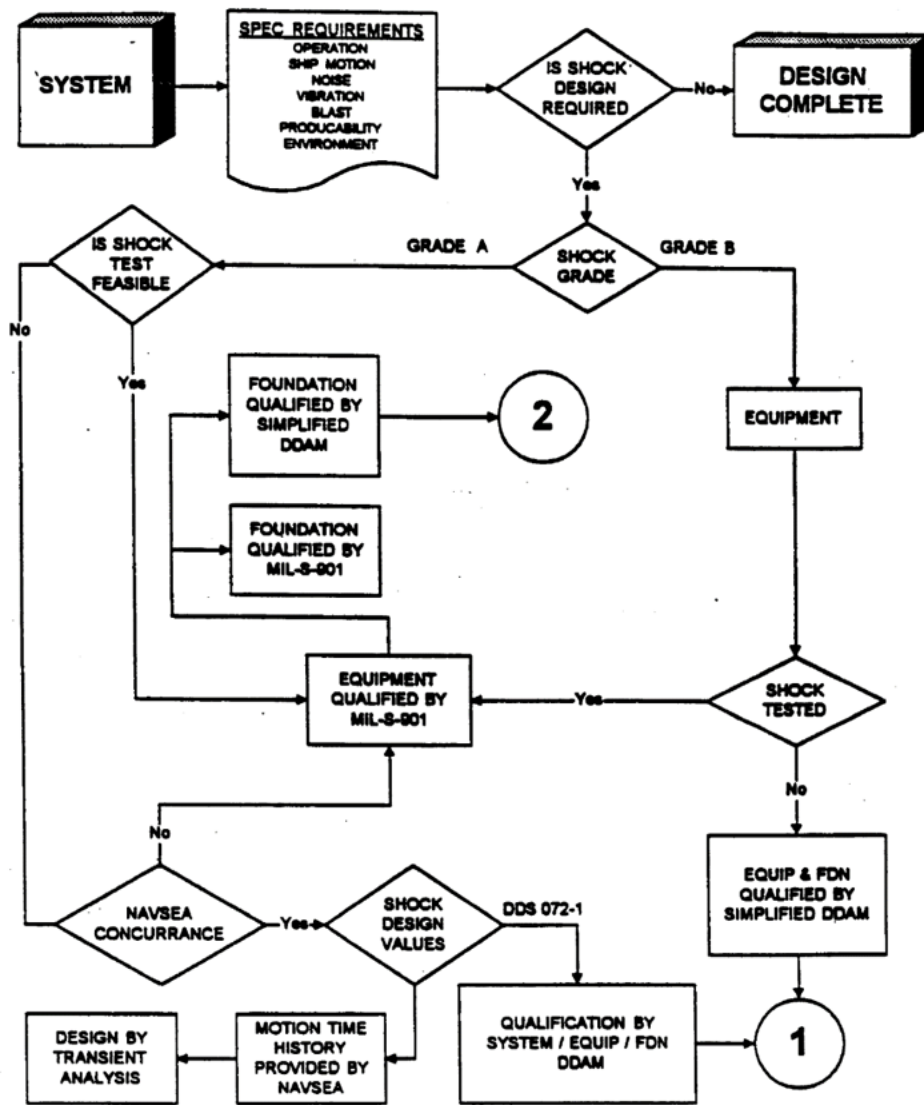 SYSTEM
SPEC REQUIREMENTS
OPERATION
SHIP MOTION
NOISE
VIBRATION
BLAST
PRODUCABILITY
ENVIRONMENT
IS SHOCK
DESIGN
REQUIRED
No
DESIGN
COMPLETE
Yes
IS SHOCK
TEST
FEASIBLE
GRADE A
SHOCK
GRADE
GRADE B
No
Yes
FOUNDATION
QUALIFIED BY
SIMPLIFIED
DDAM
2
EQUIPMENT
FOUNDATION
QUALIFIED BY
MIL-S-901
EQUIPMENT
QUALIFIED BY
MIL-S-901
Yes
SHOCK
TESTED
No
No
EQUIP & FDN
QUALIFIED BY
SIMPLIFIED DDAM
NAVSEA
CONCURRANCE
Yes
SHOCK
DESIGN
VALUES
DDS 072-1
DESIGN BY
TRANSIENT
ANALYSIS
MOTION TIME
HISTORY
PROVIDED BY
NAVSEA
QUALIFICATION BY
SYSTEM / EQUIP / FDN
DDAM
1